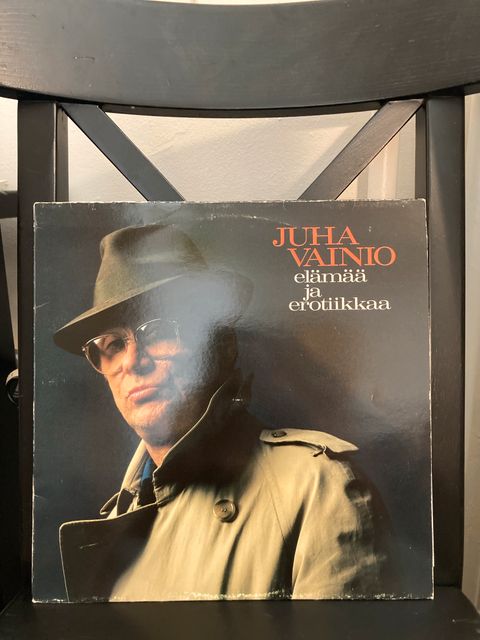 JUHA
VAINIO
elämää
ja
erotiikkaa